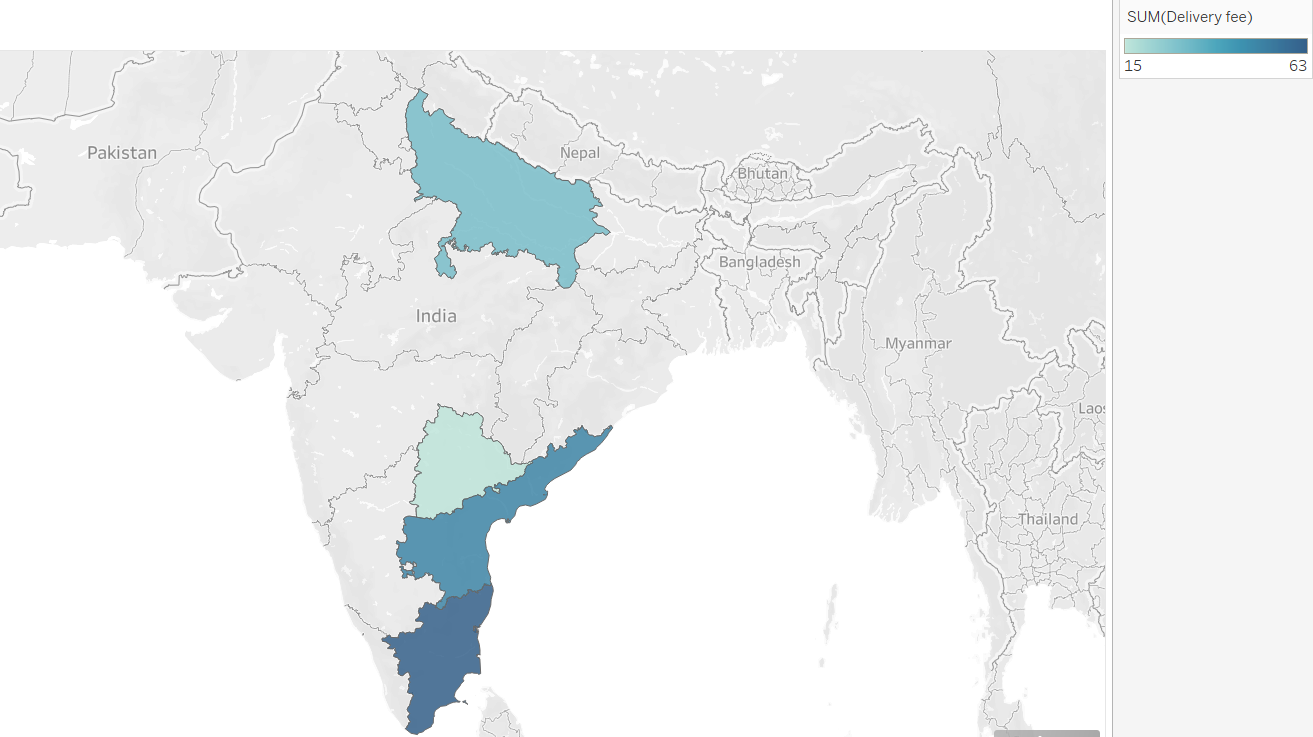 SUM(Delivery fee)
15 63
Pakistan
Nepal
Bhutan
Bangladesh
India
Myanmar
Laos
Thailand